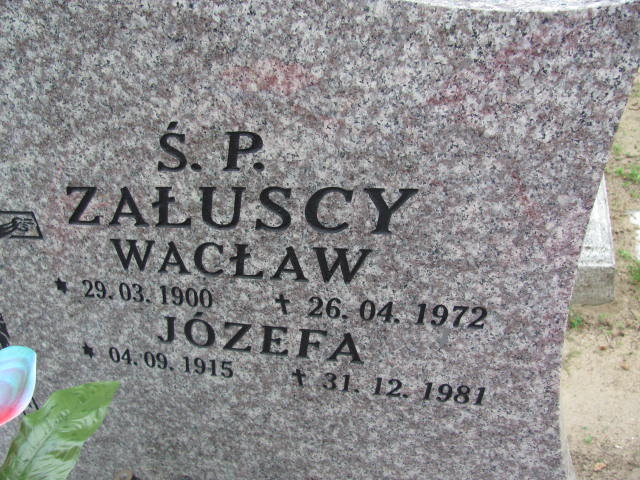 Ś. P.
ZAŁUSCY
WACŁAW
★ 29. 03. 1900 ✝ 26. 04. 1972
JÓZEFA
★ 04. 09. 1915 ✝ 31. 12. 1981